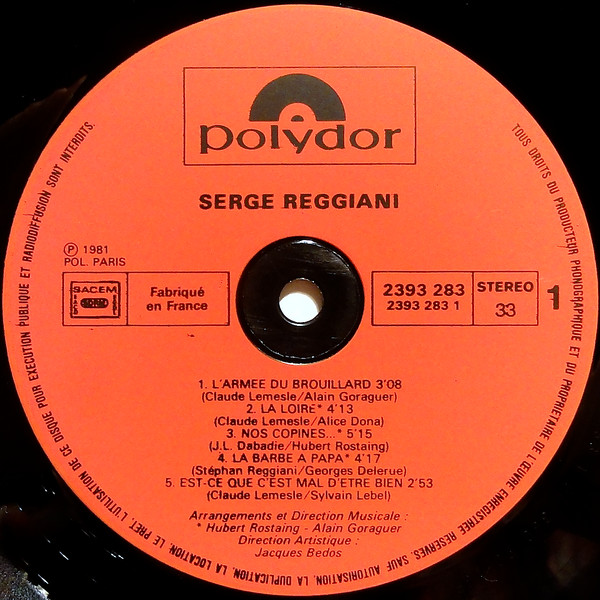 polydor
SERGE REGGIANI
℗ 1981
POL. PARIS
SACEM
Fabriqué
en France
2393 283
2393 283 1
STEREO
33
1
1. L'ARMEE DU BROUILLARD 3'08
(Claude Lemesle/Alain Goraguer)
2. LA LOIRE* 4'13
(Claude Lemesle/Alice Dona)
3. NOS COPINES...* 5'15
(J.L. Dabadie/Hubert Rostaing)
4. LA BARBE A PAPA* 4'17
(Stéphan Reggiani/Georges Delerue)
5. EST-CE QUE C'EST MAL D'ETRE BIEN 2'53
(Claude Lemesle/Sylvain Lebel)
Arrangements et Direction Musicale :
* Hubert Rostaing - Alain Goraguer
Direction Artistique :
Jacques Bedos
TOUS DROITS DU PRODUCTEUR PHONOGRAPHIQUE ET DU PROPRIETAIRE DE L'ŒUVRE ENREGISTREE RESERVES. SAUF AUTORISATION, LA DUPLICATION, LA LOCATION, LE PRET, L'UTILISATION DE CE DISQUE POUR EXECUTION PUBLIQUE ET RADIODIFFUSION SONT INTERDITS.